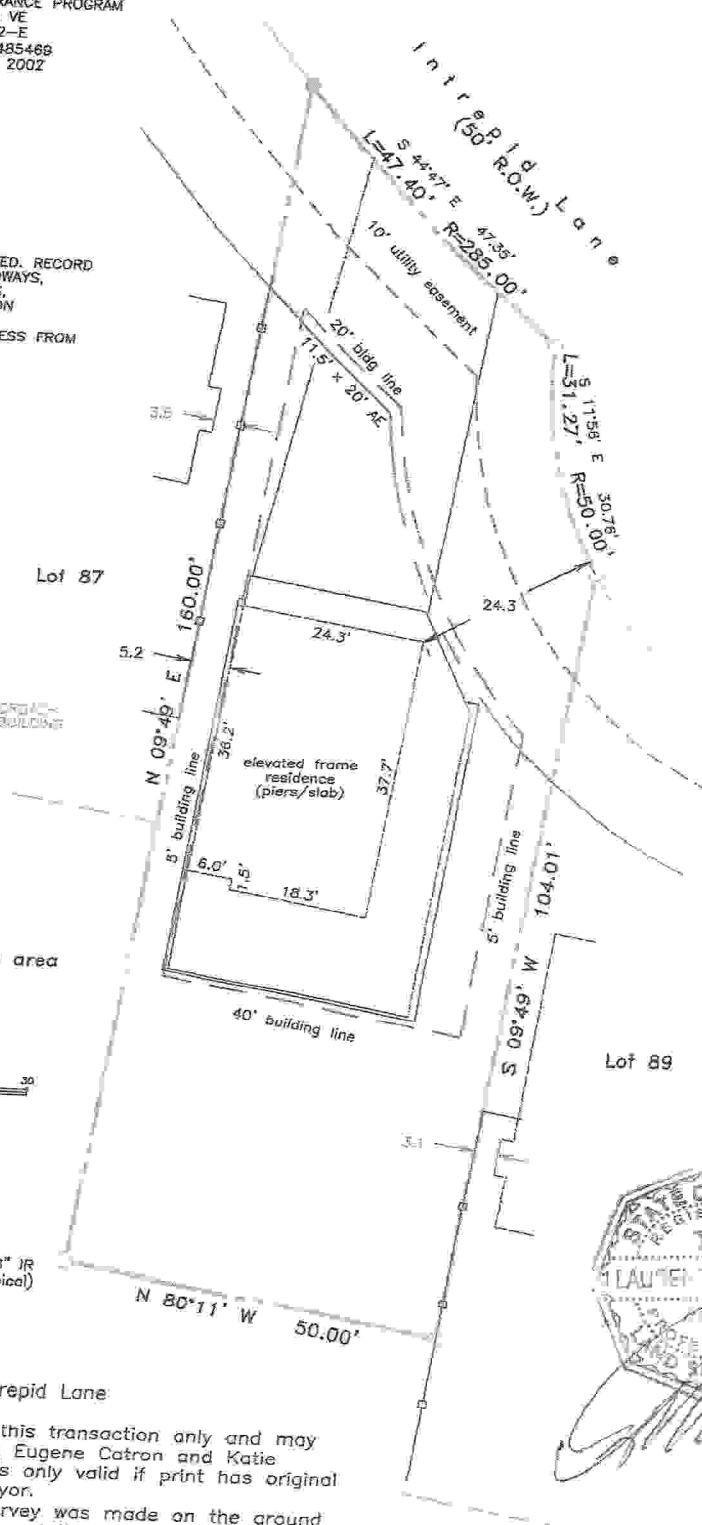 RANCE PROGRAM
VE
2-E
485469
2002
Intrepid Lane
(50' R.O.W.)
S 44°47' E 47.35'
L=47.40' R=285.00'
10' utility easement
ED. RECORD
OWAYS,
ON
ESS FROM
20' bldg line
11.5' x 20' AE
S 11°56' E 30.76'
L=31.27' R=50.00'
Lot 87
24.3
24.3'
5.2
N 09°49' E 160.00'
BUILDING
38.2'
elevated frame
residence
(piers/slab)
37.7'
5' building line
6.0'
1.5'
18.3'
5' building line
S 09°49' W 104.01'
area
40' building line
Lot 89
30
3.1
" IR
ical)
N 80°11' W 50.00'
STATE
REGISTE
repid Lane
this transaction only and may
Eugene Catron and Katie
s only valid if print has original
yor.
rvey was made on the ground